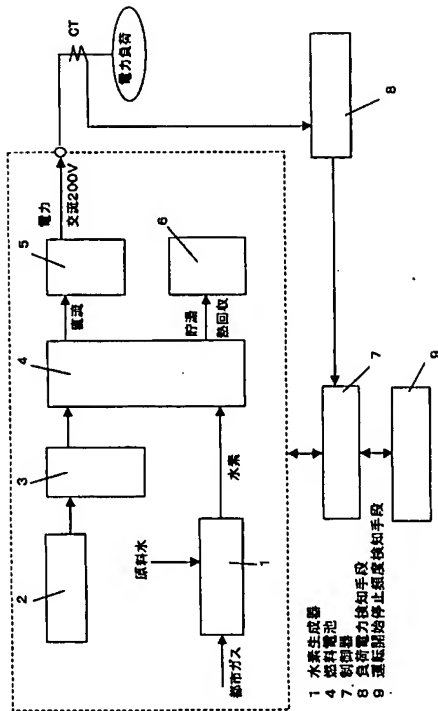 CT
電力負荷
電力
交流200V
5
6
8
直流
貯湯
熱回収
4
3
2
水素
原料水
1
都市ガス
7
9
1 水素生成器
4 燃料電池
7. 制御器
8 負荷電力検知手段
9 運転開始停止頻度検知手段